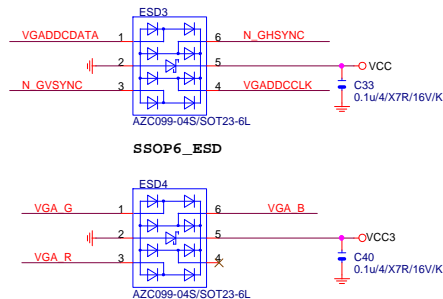 ESD3
VGADDCDATA 1 6 N_GHSYNC
2 5 VCC
N_GVSYNC 3 4 VGADDCCLK
C33
0.1u/4/X7R/16V/K
AZC099-04S/SOT23-6L
SSOP6_ESD
ESD4
VGA_G 1 6 VGA_B
2 5 VCC3
VGA_R 3 4
C40
0.1u/4/X7R/16V/K
AZC099-04S/SOT23-6L